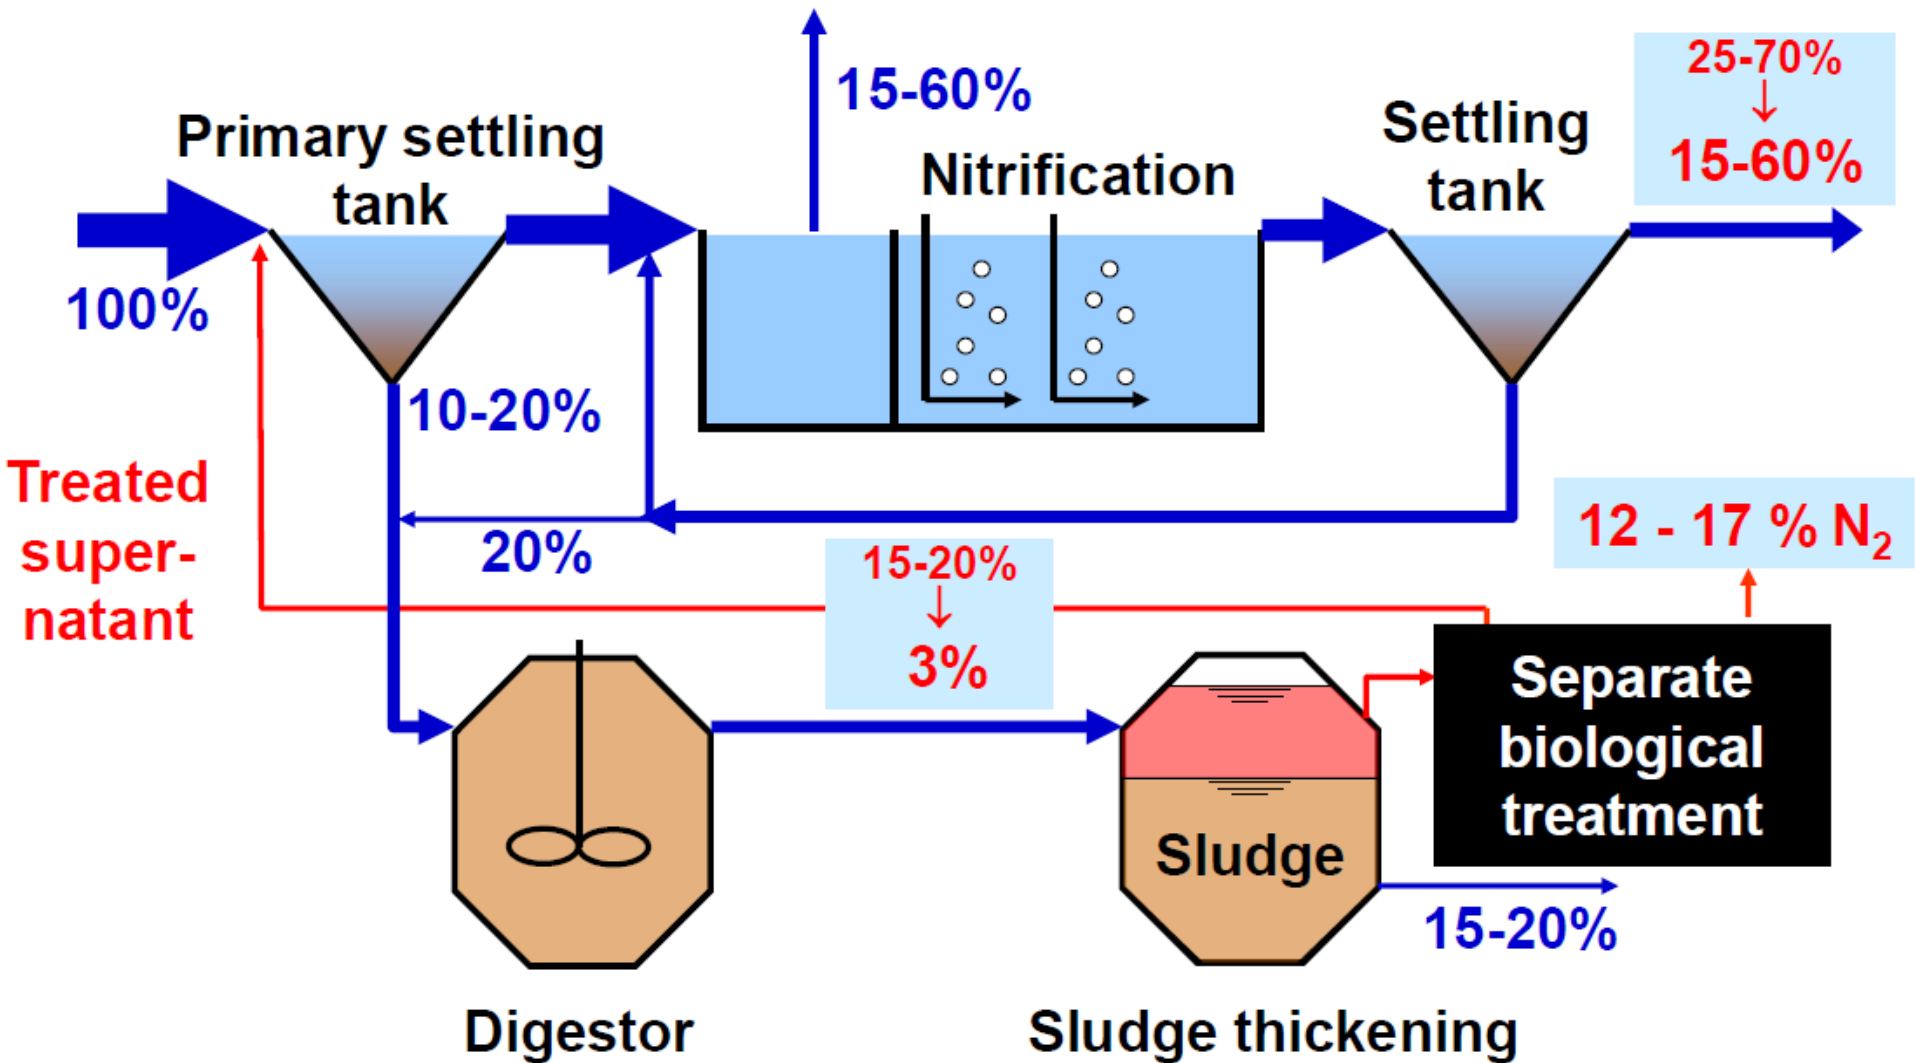 15-60%
25-70%
↓
15-60%
Primary settling
tank
Nitrification
Settling
tank
100%
10-20%
Treated
super-
natant
20%
15-20%
↓
3%
12 - 17 % N₂
Separate
biological
treatment
Sludge
15-20%
Digestor
Sludge thickening